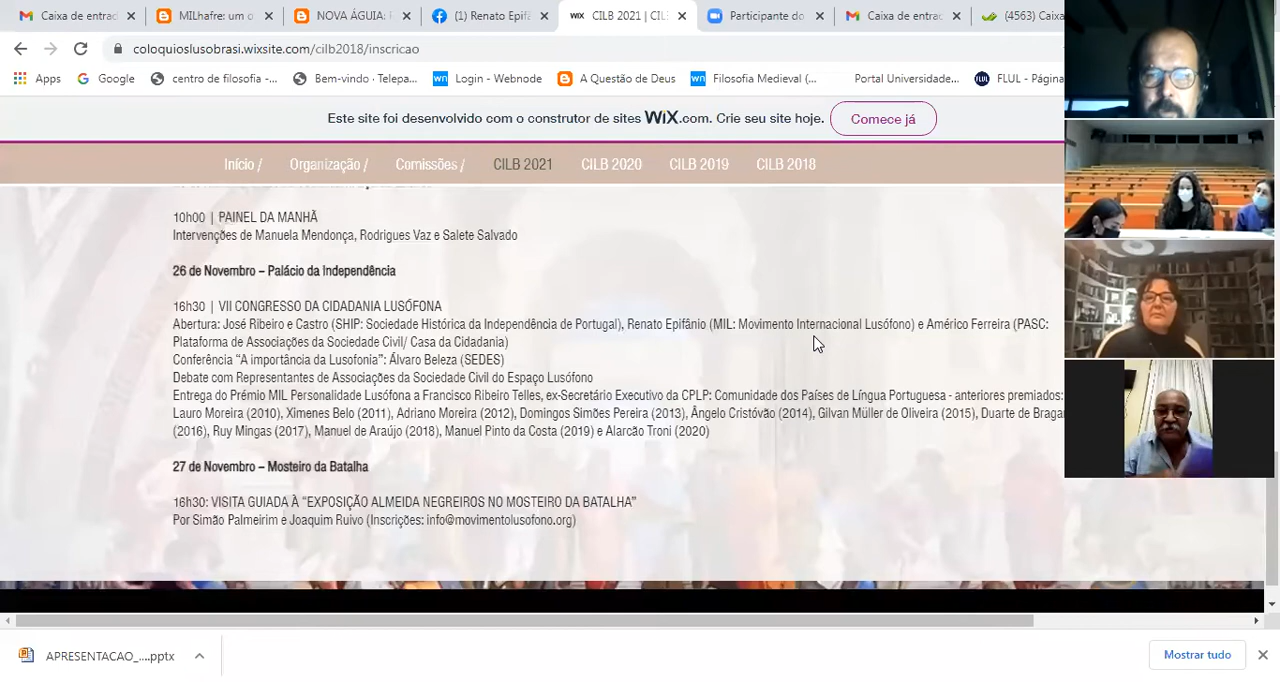 Caixa de entrad
MILhafre: um o
NOVA ÁGUIA: 
(1) Renato Epifâ
CILB 2021 | CIL
Participante do
Caixa de entrad
(4563) Caixa
coloquioslusobrasi.wixsite.com/cilb2018/inscricao
Apps
Google
centro de filosofia -...
Bem-vindo · Telepa...
Login - Webnode
A Questão de Deus
Filosofia Medieval (...
Portal Universidade...
FLUL - Página
Este site foi desenvolvido com o construtor de sites WiX.com. Crie seu site hoje.
Comece já
Início /
Organização /
Comissões /
CILB 2021
CILB 2020
CILB 2019
CILB 2018
10h00 | PAINEL DA MANHÃ
Intervenções de Manuela Mendonça, Rodrigues Vaz e Salete Salvado
26 de Novembro – Palácio da Independência
16h30 | VII CONGRESSO DA CIDADANIA LUSÓFONA
Abertura: José Ribeiro e Castro (SHIP: Sociedade Histórica da Independência de Portugal), Renato Epifânio (MIL: Movimento Internacional Lusófono) e Américo Ferreira (PASC:
Plataforma de Associações da Sociedade Civil/ Casa da Cidadania)
Conferência “A importância da Lusofonia”: Álvaro Beleza (SEDES)
Debate com Representantes de Associações da Sociedade Civil do Espaço Lusófono
Entrega do Prémio MIL Personalidade Lusófona a Francisco Ribeiro Telles, ex-Secretário Executivo da CPLP: Comunidade dos Países de Língua Portuguesa - anteriores premiados:
Lauro Moreira (2010), Ximenes Belo (2011), Adriano Moreira (2012), Domingos Simões Pereira (2013), Ângelo Cristóvão (2014), Gilvan Müller de Oliveira (2015), Duarte de Bragan
(2016), Ruy Mingas (2017), Manuel de Araújo (2018), Manuel Pinto da Costa (2019) e Alarcão Troni (2020)
27 de Novembro – Mosteiro da Batalha
16h30: VISITA GUIADA À “EXPOSIÇÃO ALMEIDA NEGREIROS NO MOSTEIRO DA BATALHA”
Por Simão Palmeirim e Joaquim Ruivo (Inscrições: info@movimentolusofono.org)
APRESENTACAO_....pptx
Mostrar tudo